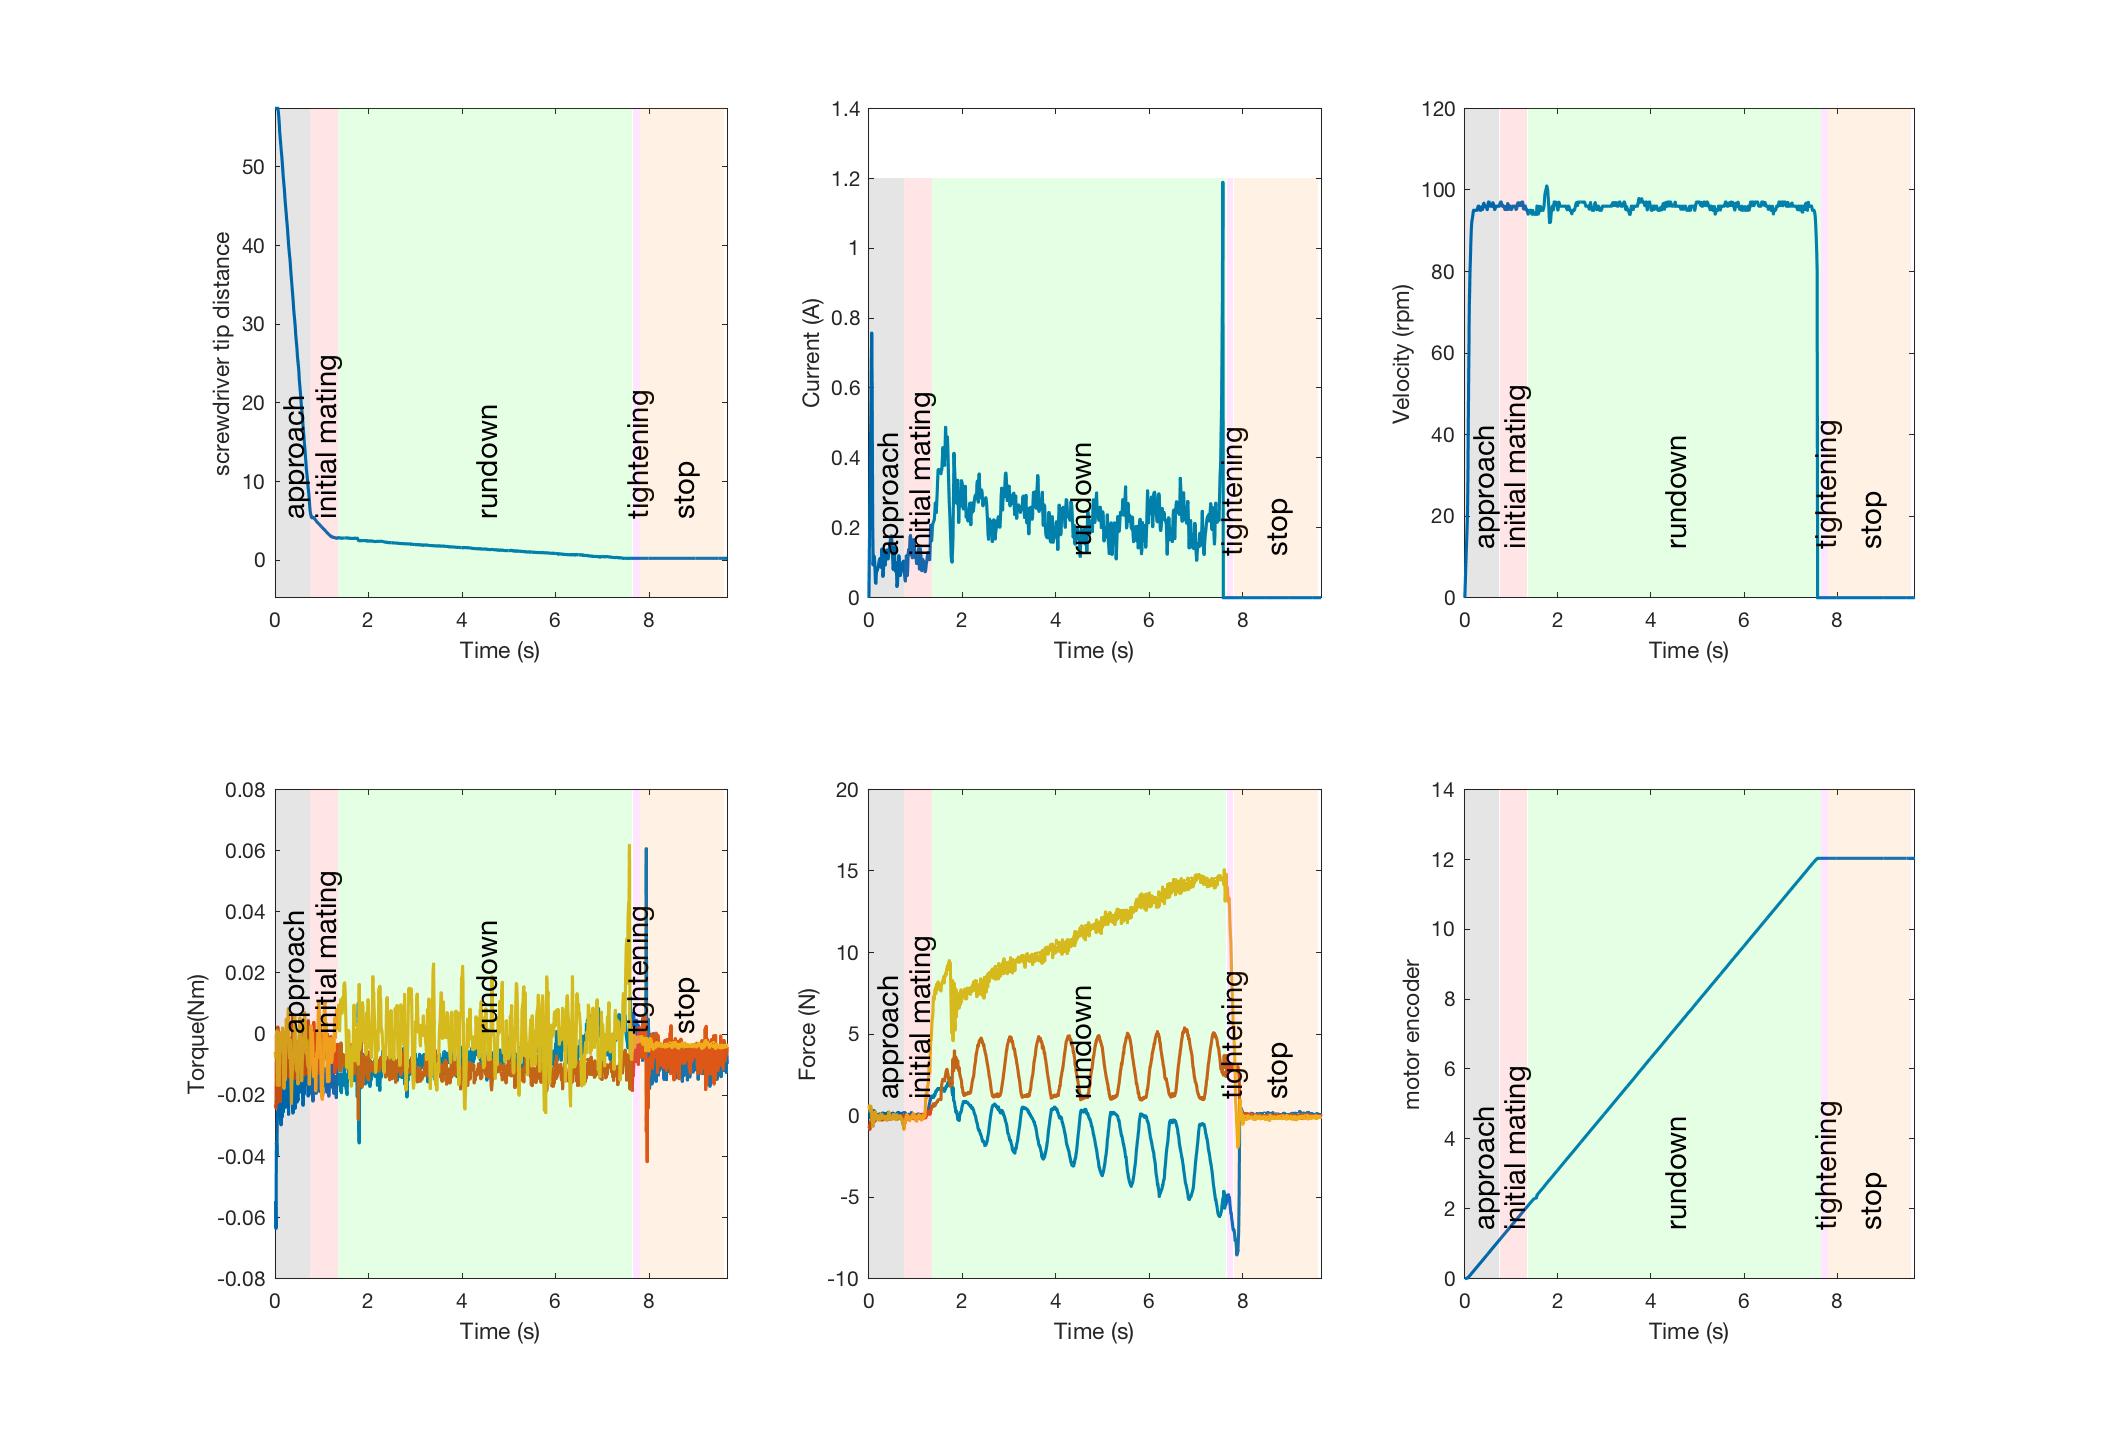 screwdriver tip distance
50
40
30
20
10
0
approach
initial mating
rundown
tightening
stop
0 2 4 6 8
Time (s)
Current (A)
1.4
1.2
1
0.8
0.6
0.4
0.2
0
approach
initial mating
rundown
tightening
stop
0 2 4 6 8
Time (s)
Velocity (rpm)
120
100
80
60
40
20
0
approach
initial mating
rundown
tightening
stop
0 2 4 6 8
Time (s)
Torque(Nm)
0.08
0.06
0.04
0.02
0
-0.02
-0.04
-0.06
-0.08
approach
initial mating
rundown
tightening
stop
0 2 4 6 8
Time (s)
Force (N)
20
15
10
5
0
-5
-10
approach
initial mating
rundown
tightening
stop
0 2 4 6 8
Time (s)
motor encoder
14
12
10
8
6
4
2
0
approach
initial mating
rundown
tightening
stop
0 2 4 6 8
Time (s)